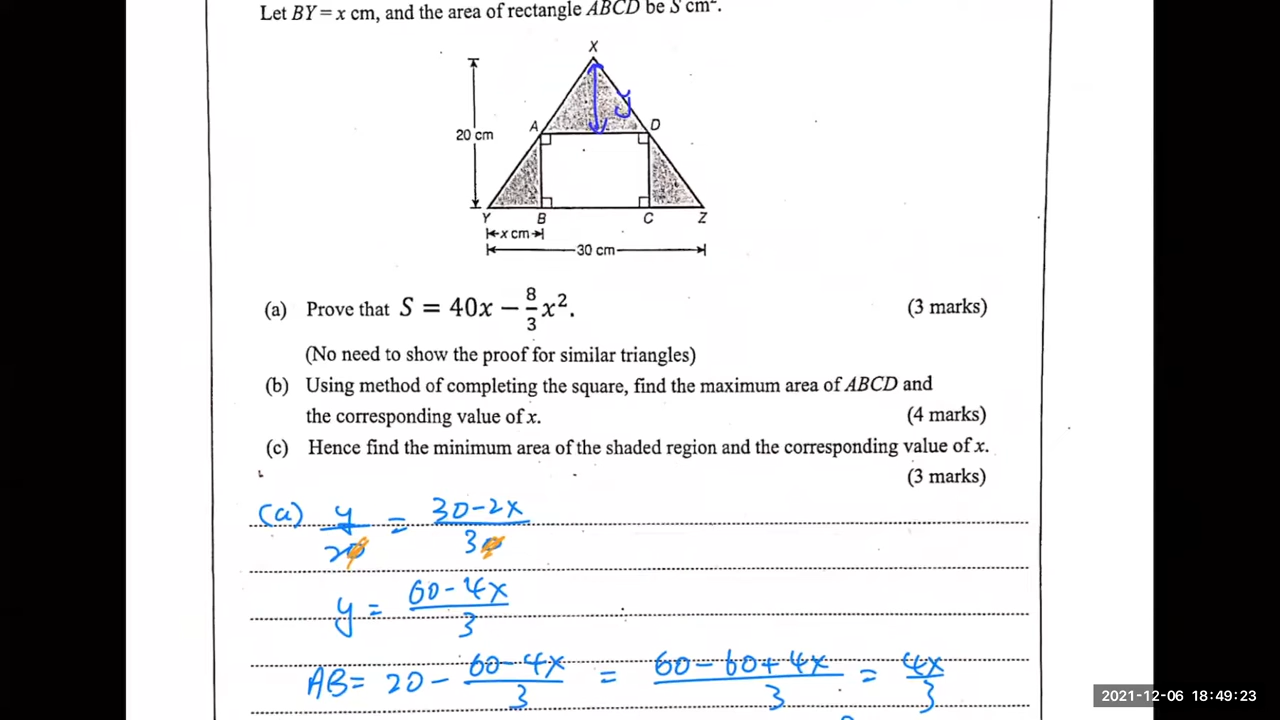 Let BY = x cm, and the area of rectangle ABCD be S cm².
X
y
A
D
20 cm
Y
B
C
Z
x cm
30 cm
(a) Prove that S = 40x − 8/3 x². (3 marks)
(No need to show the proof for similar triangles)
(b) Using method of completing the square, find the maximum area of ABCD and
the corresponding value of x. (4 marks)
(c) Hence find the minimum area of the shaded region and the corresponding value of x.
(3 marks)
(a) y/20 = (30-2x)/30
y = (60-4x)/3
AB = 20 - (60-4x)/3 = (60-60+4x)/3 = 4x/3
2021-12-06 18:49:23